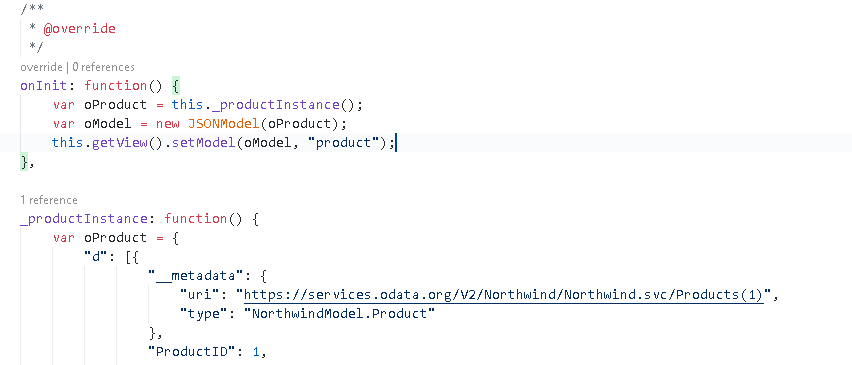 /**
 * @override
 */
override | 0 references
onInit: function() {
    var oProduct = this._productInstance();
    var oModel = new JSONModel(oProduct);
    this.getView().setModel(oModel, "product");
},
1 reference
_productInstance: function() {
    var oProduct = {
        "d": [{
                "__metadata": {
                    "uri": "https://services.odata.org/V2/Northwind/Northwind.svc/Products(1)",
                    "type": "NorthwindModel.Product"
                },
                "ProductID": 1,